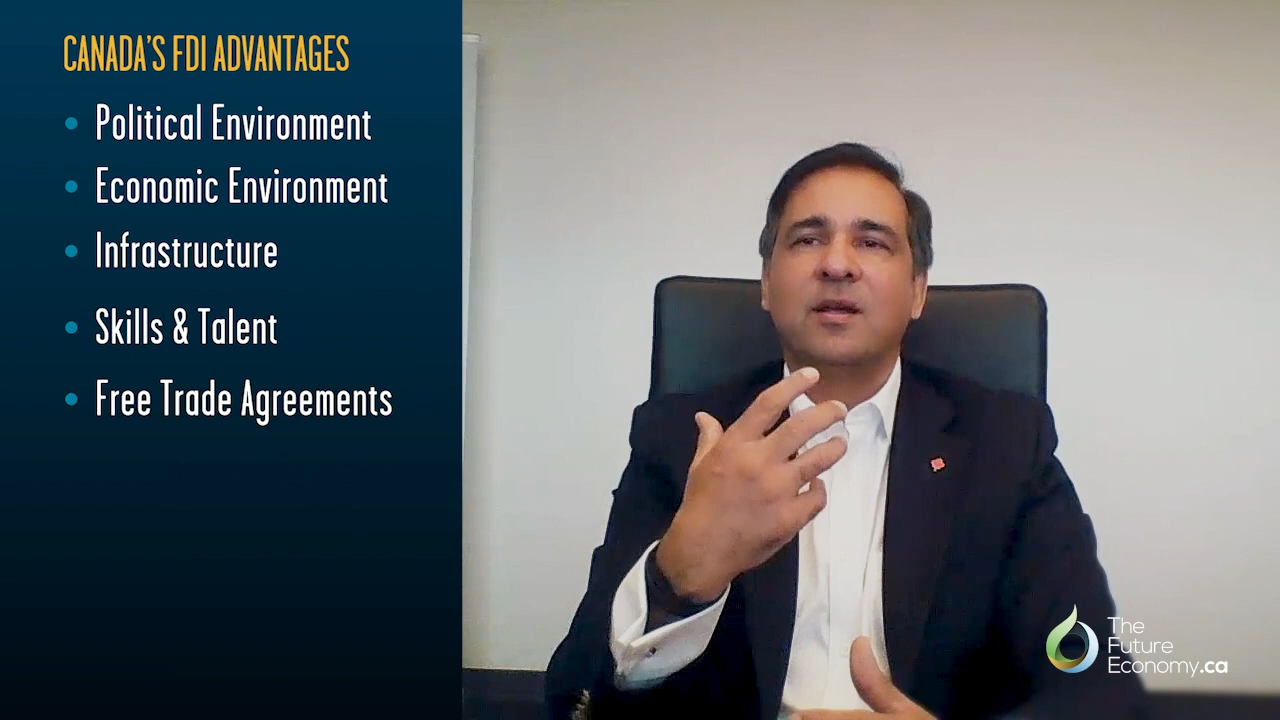 CANADA'S FDI ADVANTAGES
• Political Environment
• Economic Environment
• Infrastructure
• Skills & Talent
• Free Trade Agreements
The
Future
Economy.ca